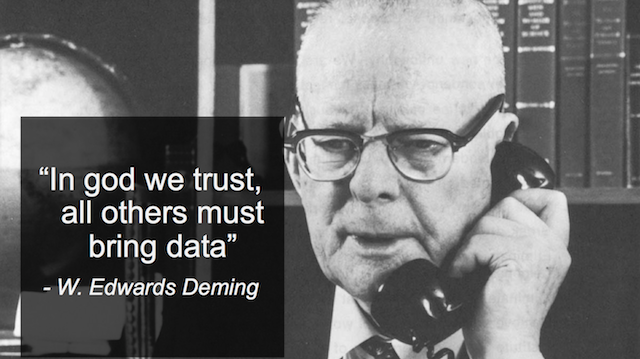 “In god we trust,
all others must
bring data”
- W. Edwards Deming